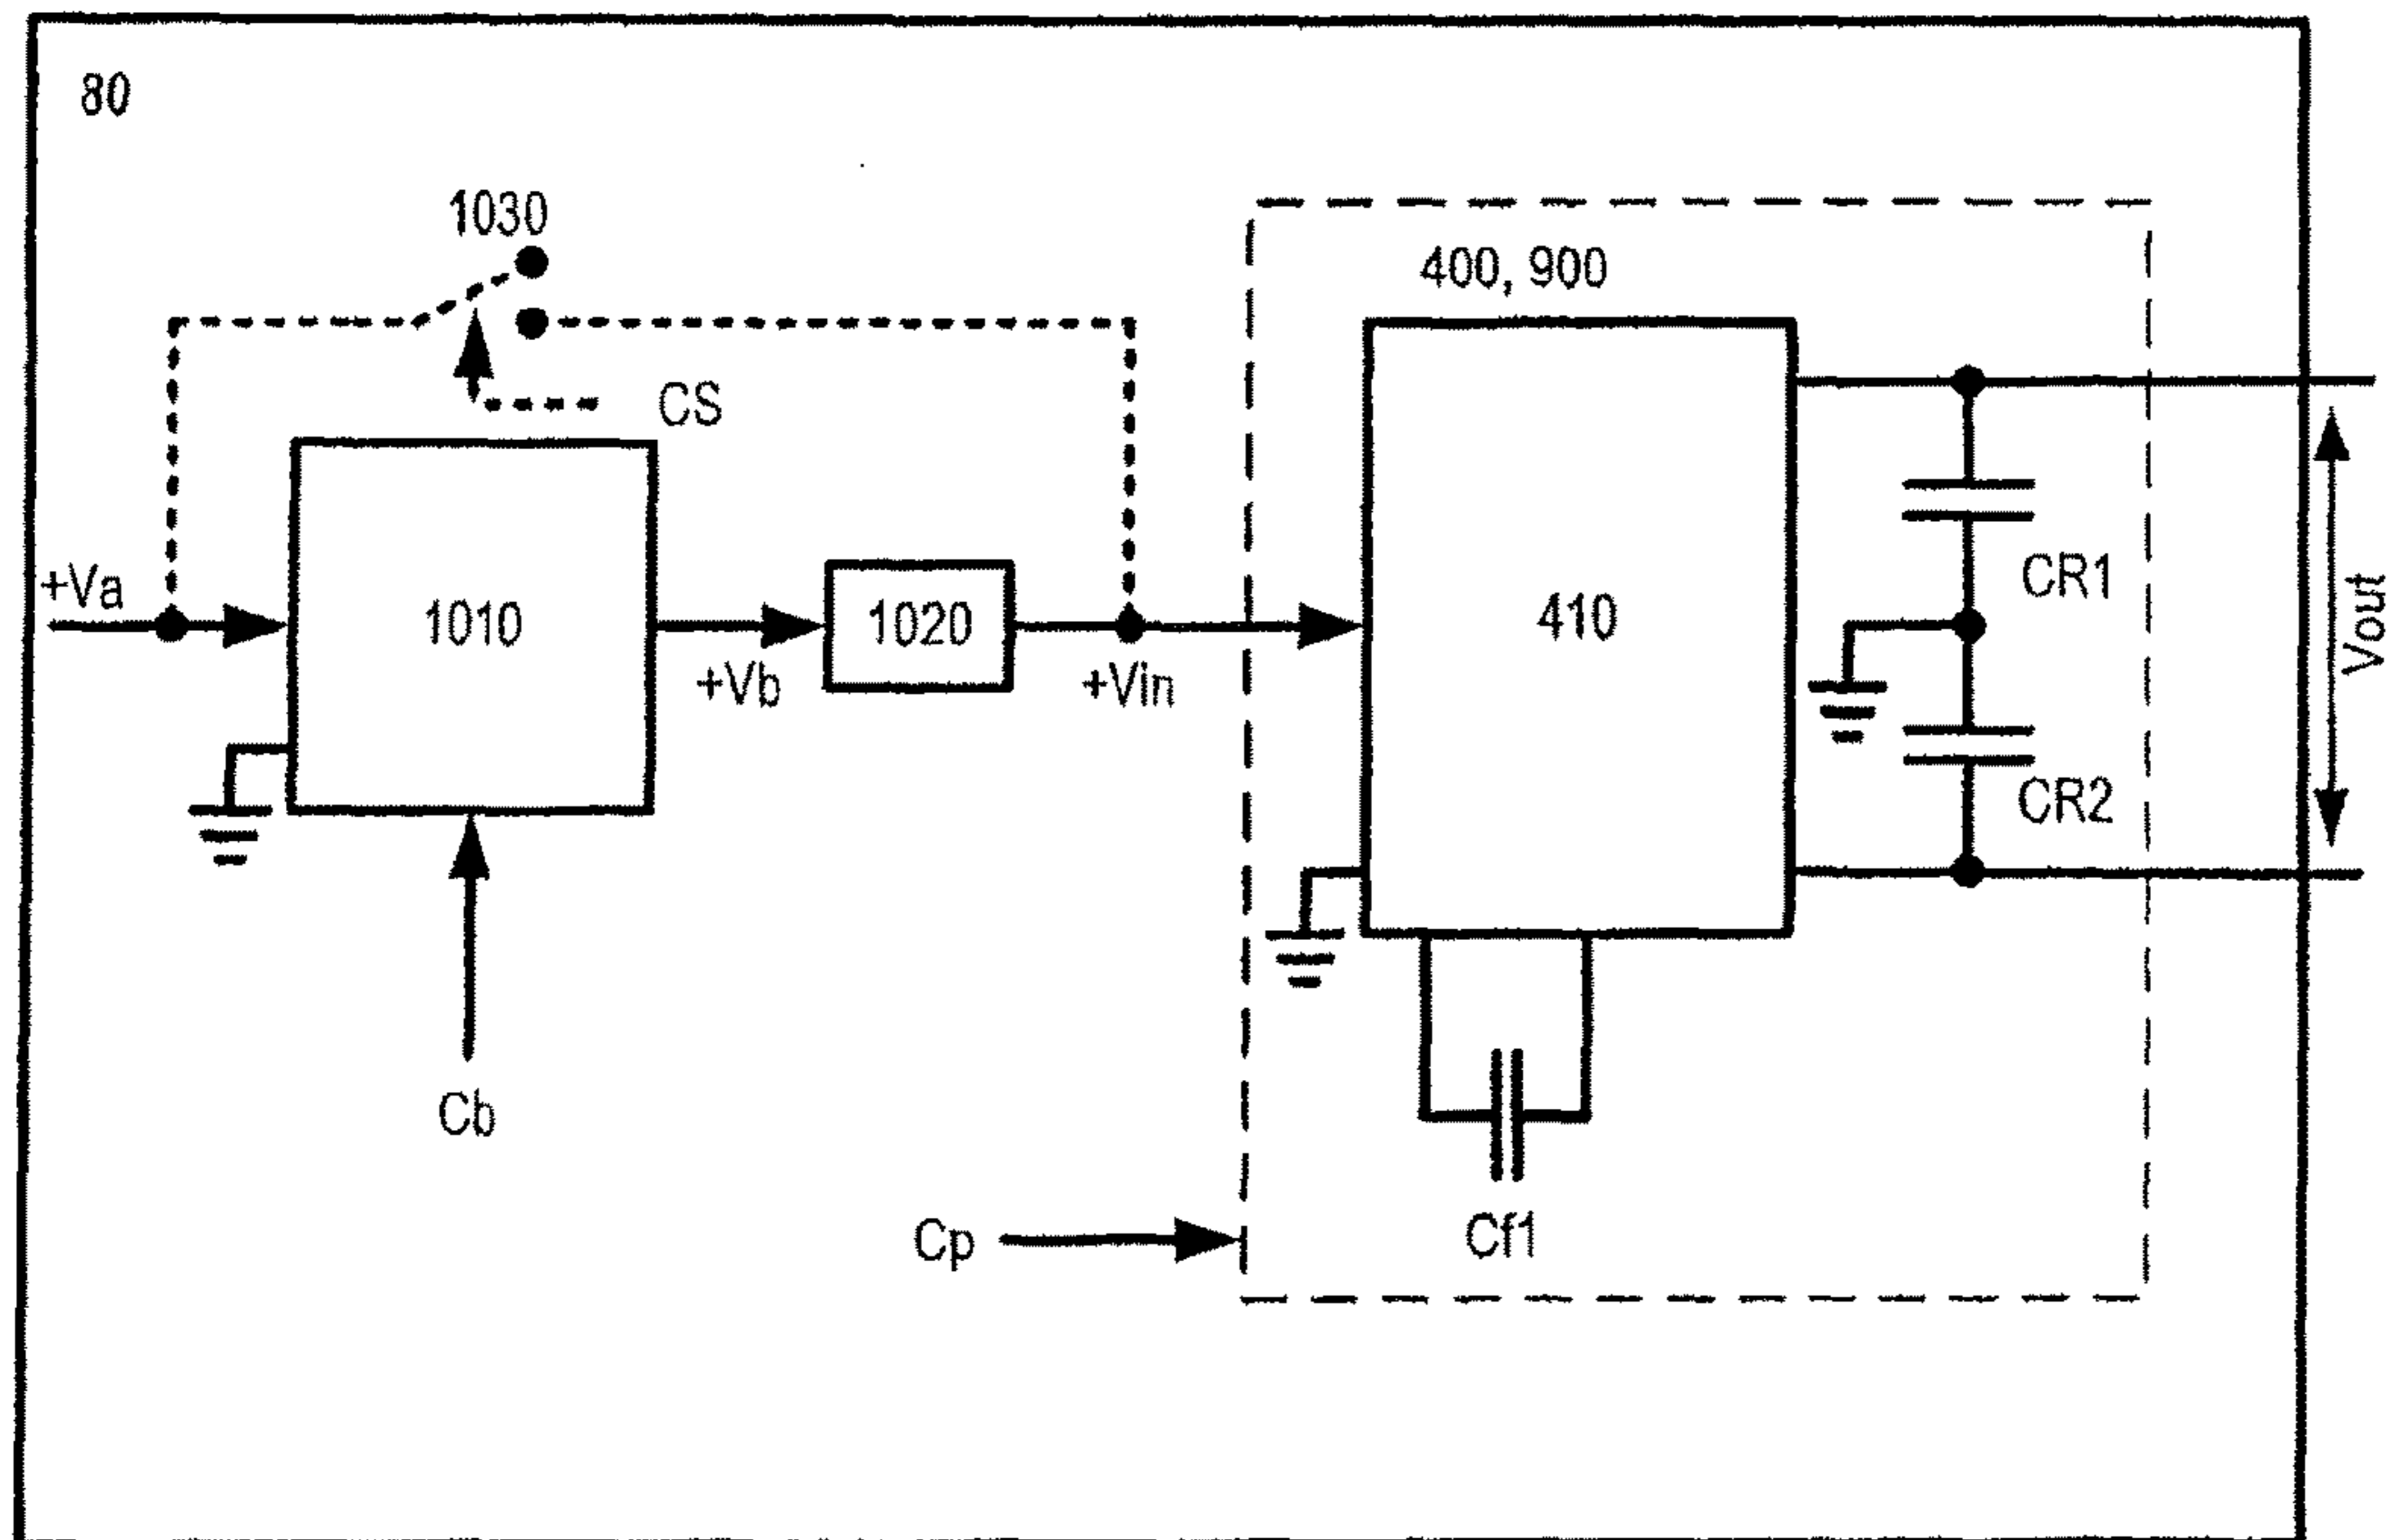 80
1030
400, 900
CS
+Va
1010
1020
410
CR1
Vout
+Vb
+Vin
CR2
Cb
Cp
Cf1